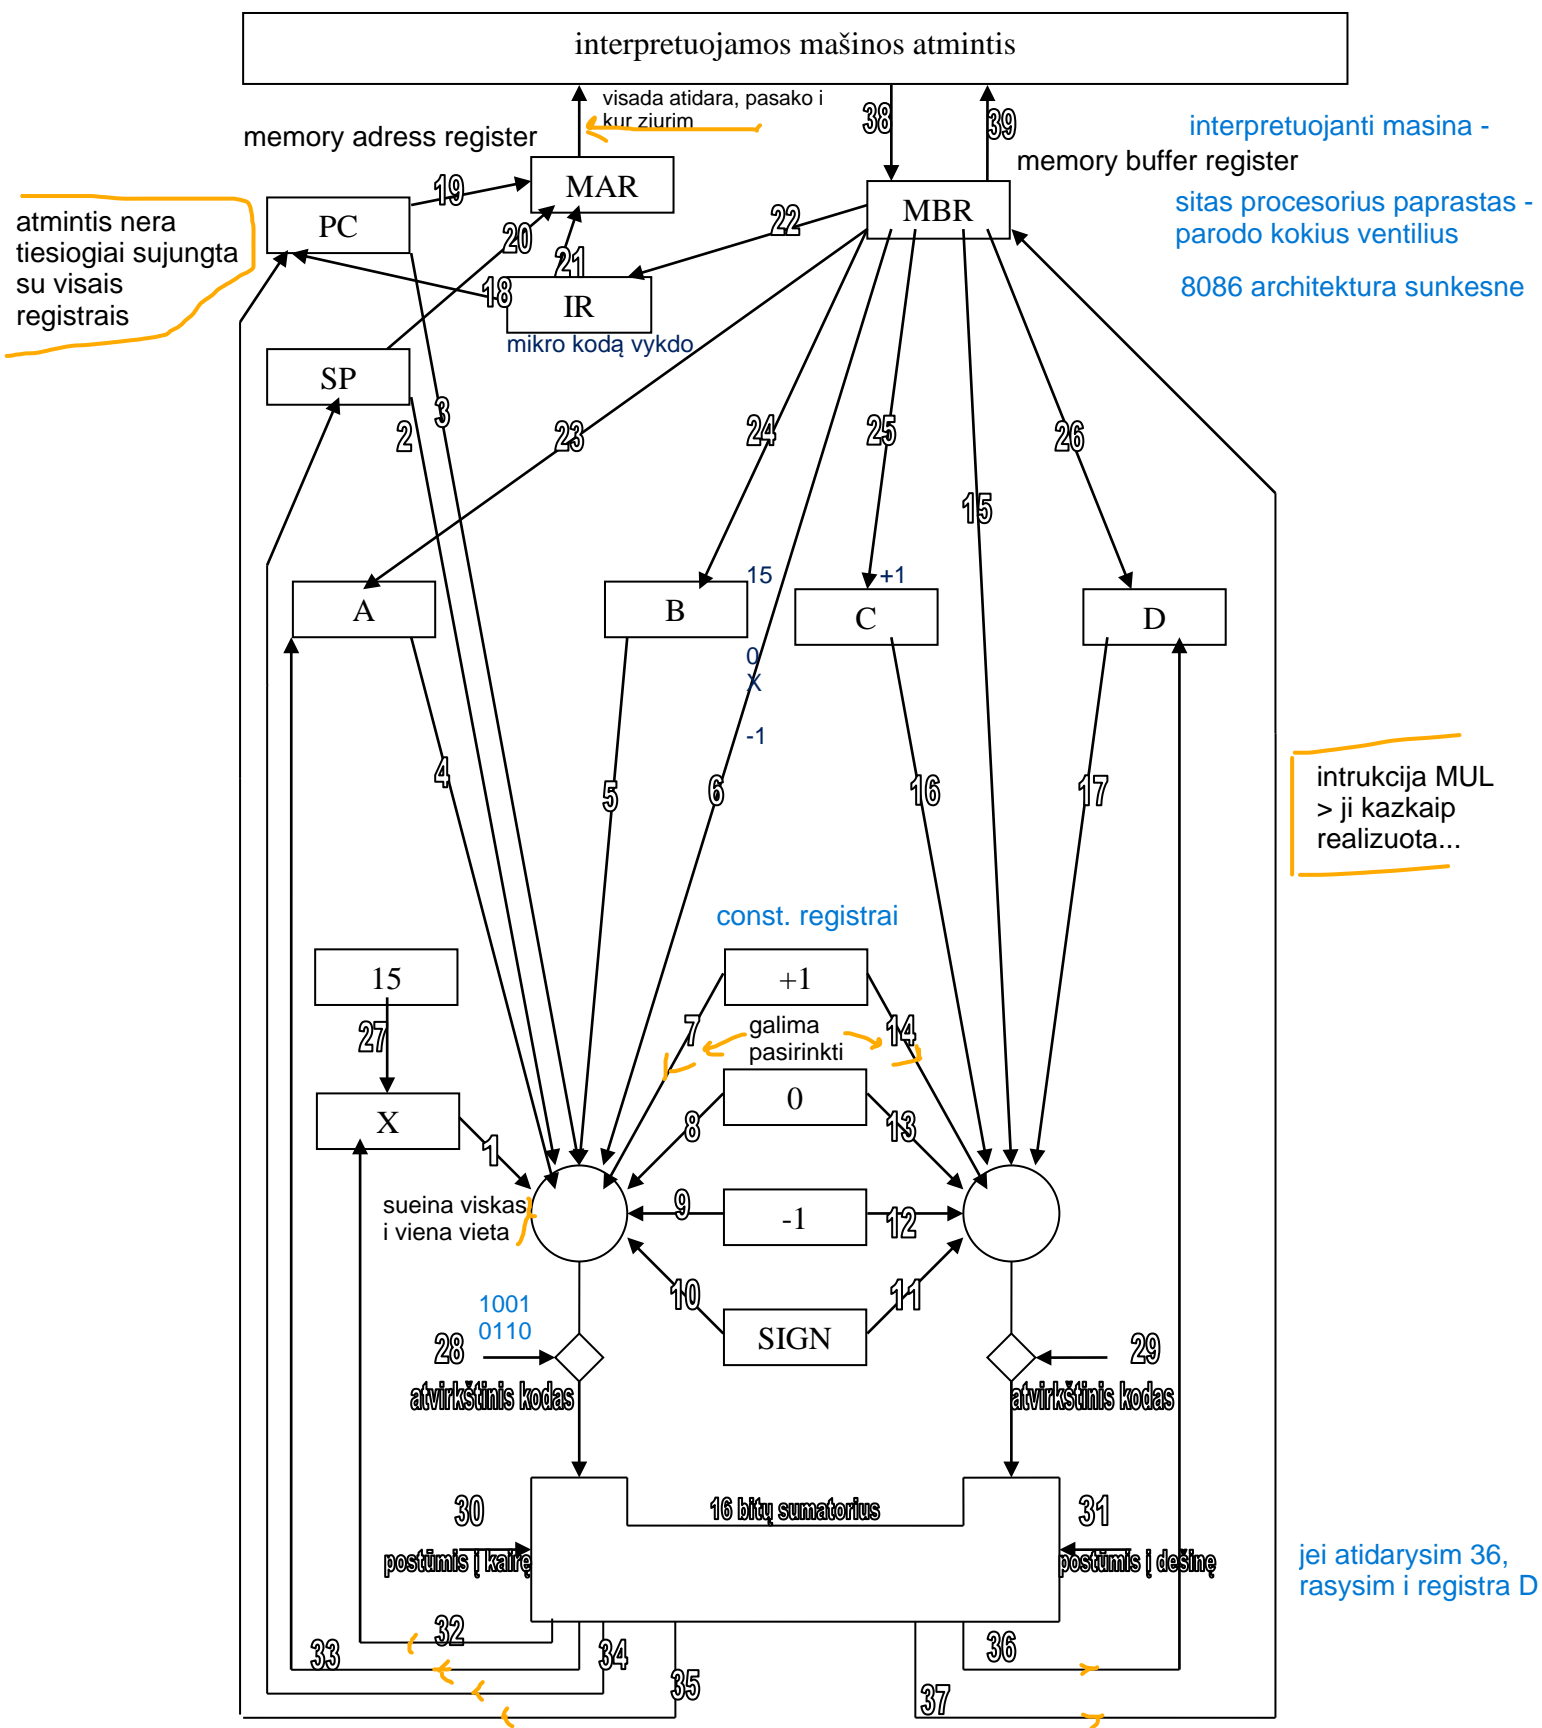 interpretuojamos mašinos atmintis
visada atidara, pasako i
kur ziurim
38
39
memory adress register
interpretuojanti masina -
memory buffer register
MAR
MBR
19
PC
20
21
22
18
IR
mikro kodą vykdo
atmintis nera
tiesiogiai sujungta
su visais
registrais
sitas procesorius paprastas -
parodo kokius ventilius
8086 architektura sunkesne
SP
2
3
23
24
25
26
15
15
+1
A
B
C
D
0
X
-1
4
5
6
16
17
intrukcija MUL
> ji kazkaip
realizuota...
const. registrai
15
+1
27
7
galima
pasirinkti
14
X
0
1
8
13
sueina viskas
i viena vieta
9
-1
12
10
SIGN
11
1001
0110
28
29
atvirkštinis kodas
atvirkštinis kodas
30
16 bitų sumatorius
31
postūmis į kairę
postūmis į dešinę
jei atidarysim 36,
rasysim i registra D
32
33
34
35
36
37